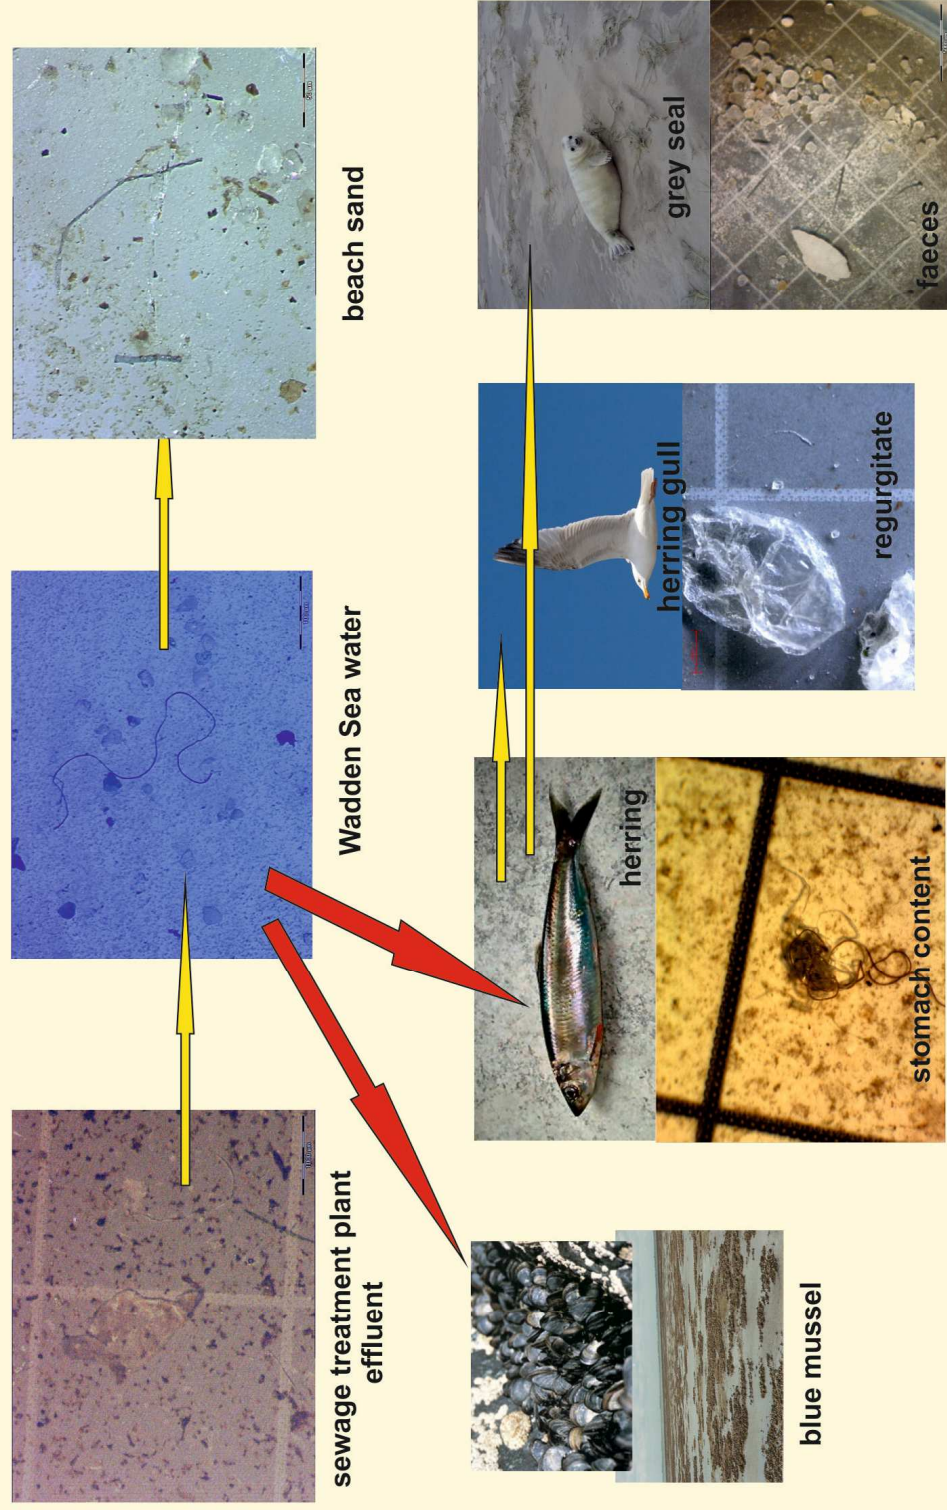 sewage treatment plant
effluent
Wadden Sea water
beach sand
blue mussel
herring
stomach content
herring gull
regurgitate
grey seal
faeces